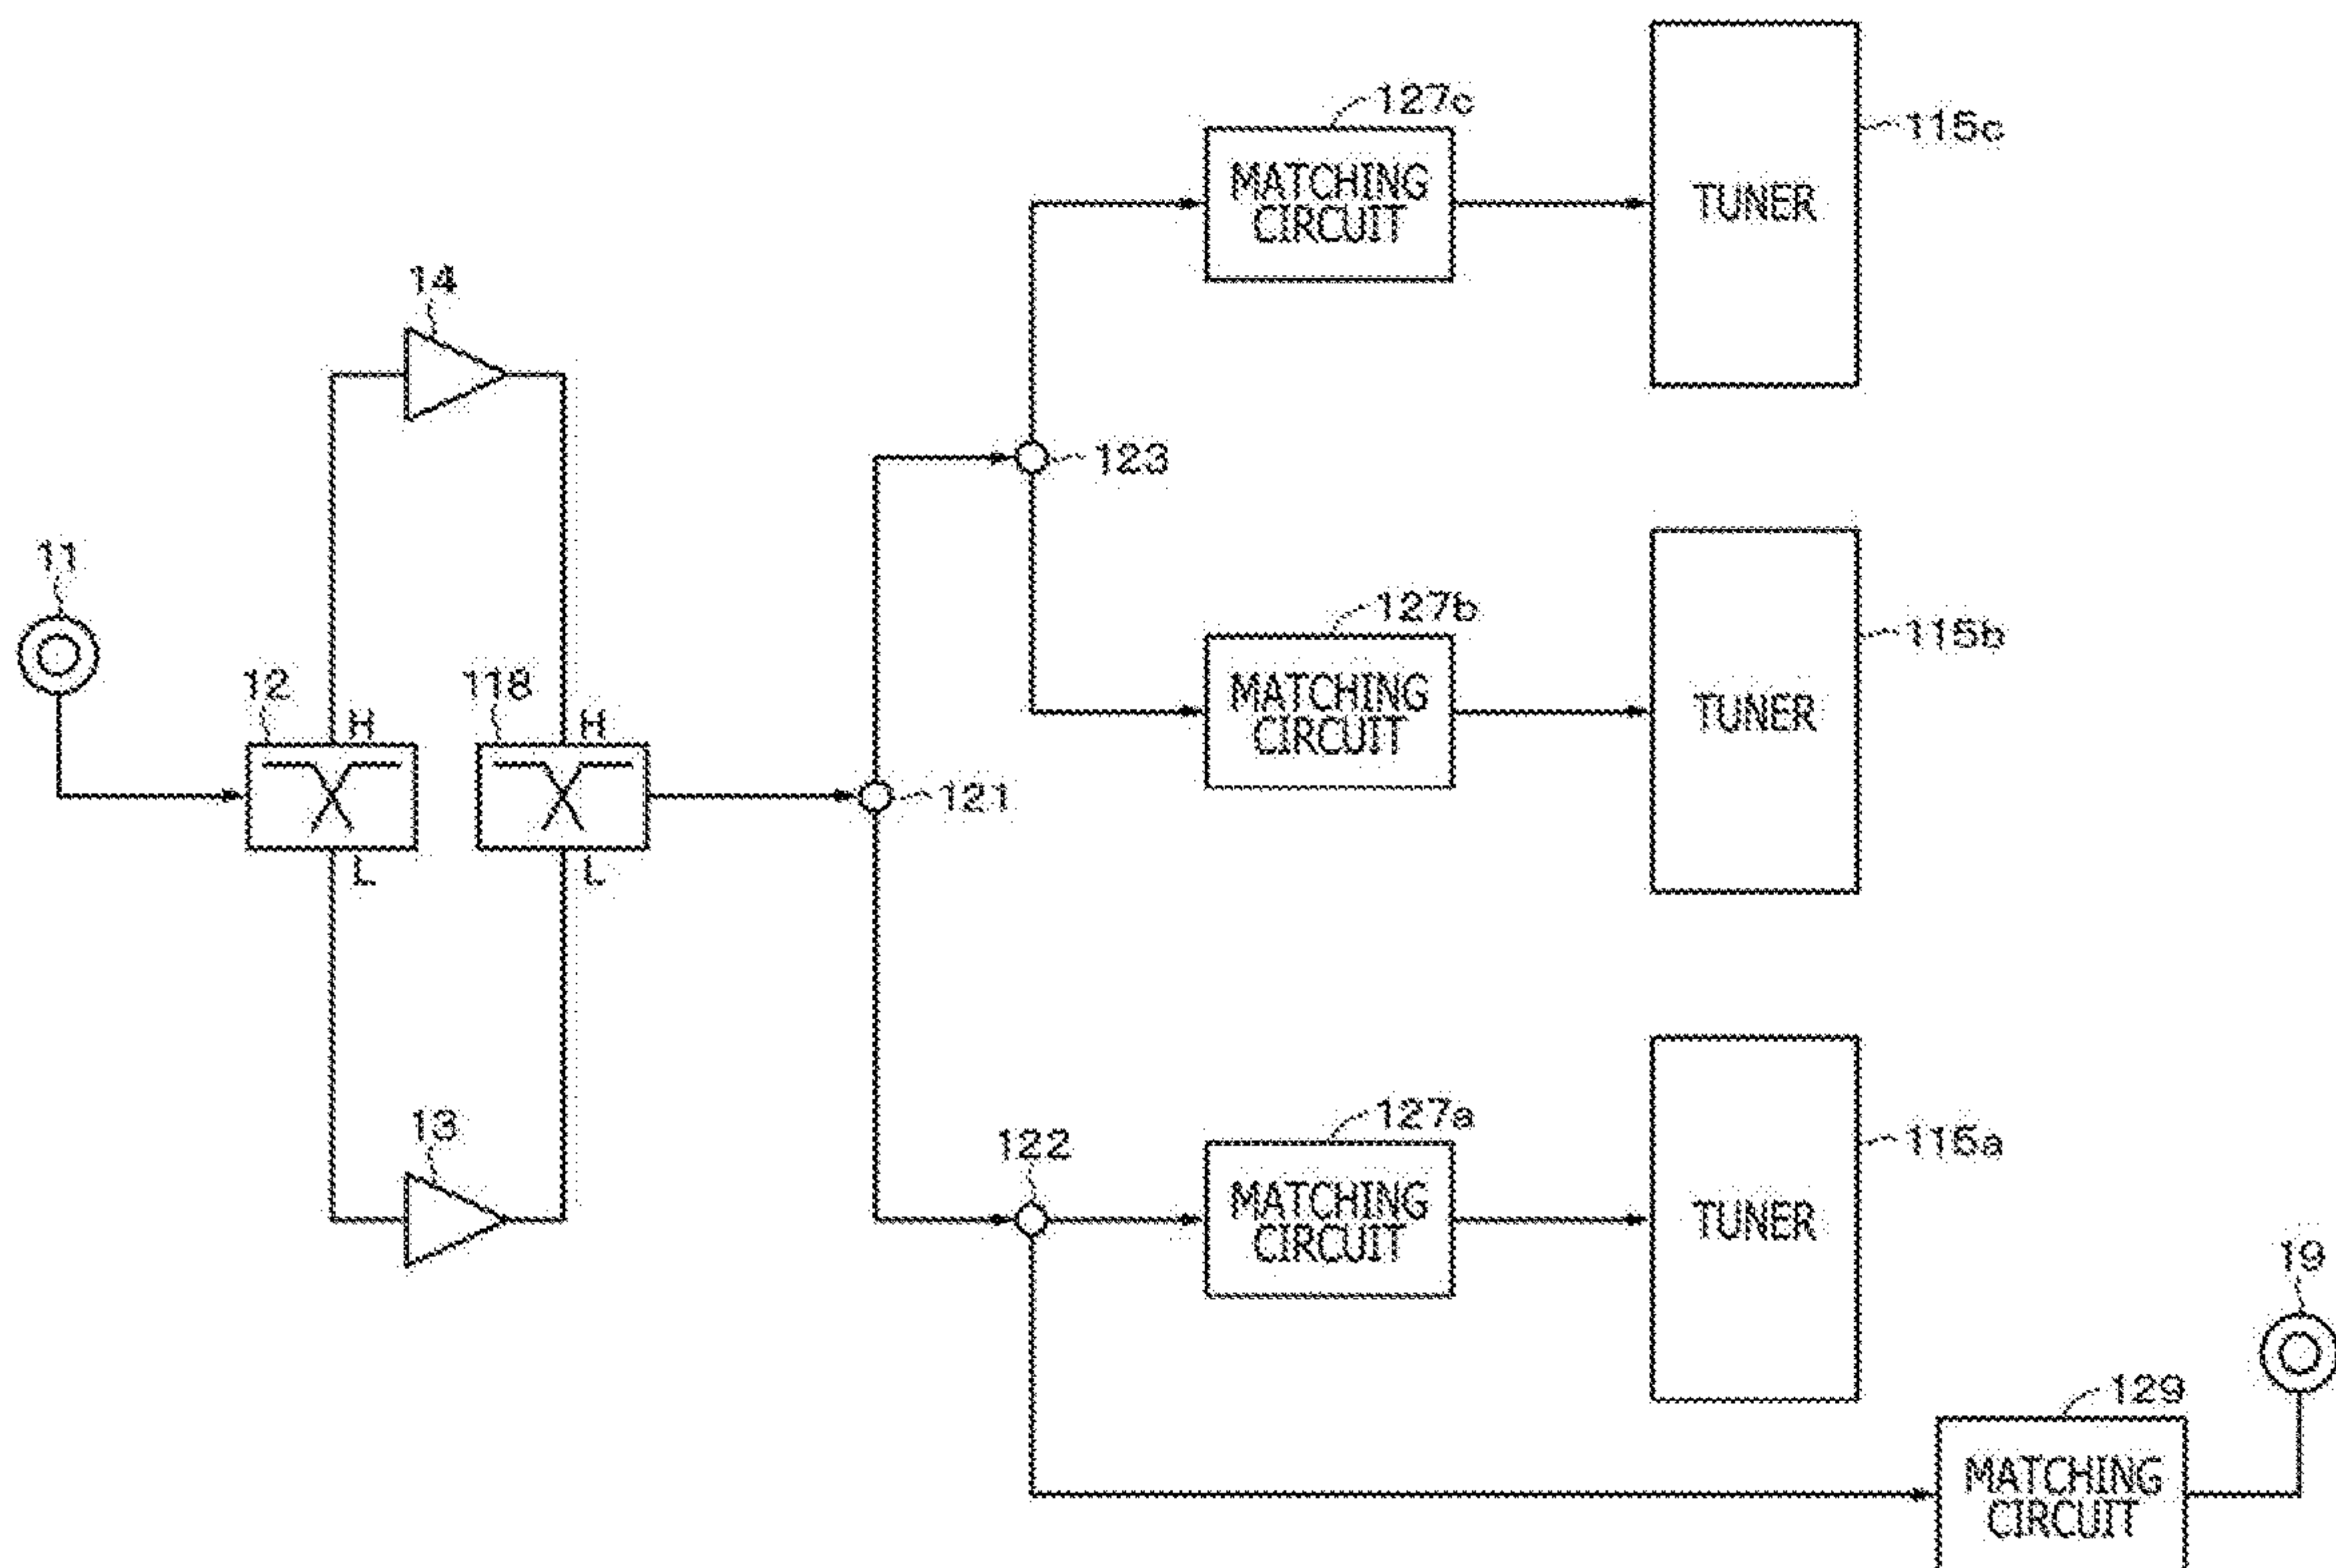 127c
MATCHING
CIRCUIT
TUNER
115c
14
123
11
127b
MATCHING
CIRCUIT
TUNER
115b
12
H
118
H
121
L
L
13
122
127a
MATCHING
CIRCUIT
TUNER
115a
19
129
MATCHING
CIRCUIT